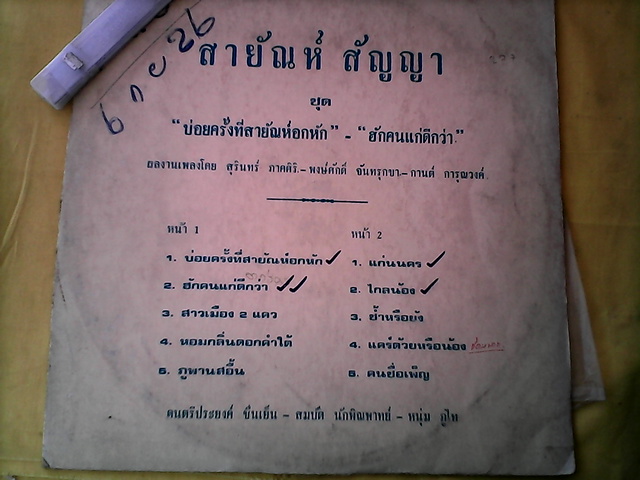 6 ก ย 26
สายัณห์ สัญญา
ชุด
“บ่อยครั้งที่สายัณห์อกหัก” - “ฮักคนแก่ดีกว่า”
ผลงานเพลงโดย สุรินทร์ ภาคศิริ - พงษ์ศักดิ์ จันทรุกขา - กานต์ การุณวงศ์
หน้า 1
1. บ่อยครั้งที่สายัณห์อกหัก
2. ฮักคนแก่ดีกว่า
3. สาวเมือง 2 แคว
4. หอมกลิ่นดอกคำใต้
5. ภูพานสอื้น
หน้า 2
1. แก่นนคร
2. ไกลน้อง
3. ซ้ำหรือยัง
4. แคร์ด้วยหรือน้อง
5. คนยื่อเพ็ญ
ดนตรีประยงค์ ชื่นเย็น - สมบัติ นักพิณพาทย์ - หนุ่ม ภูไท